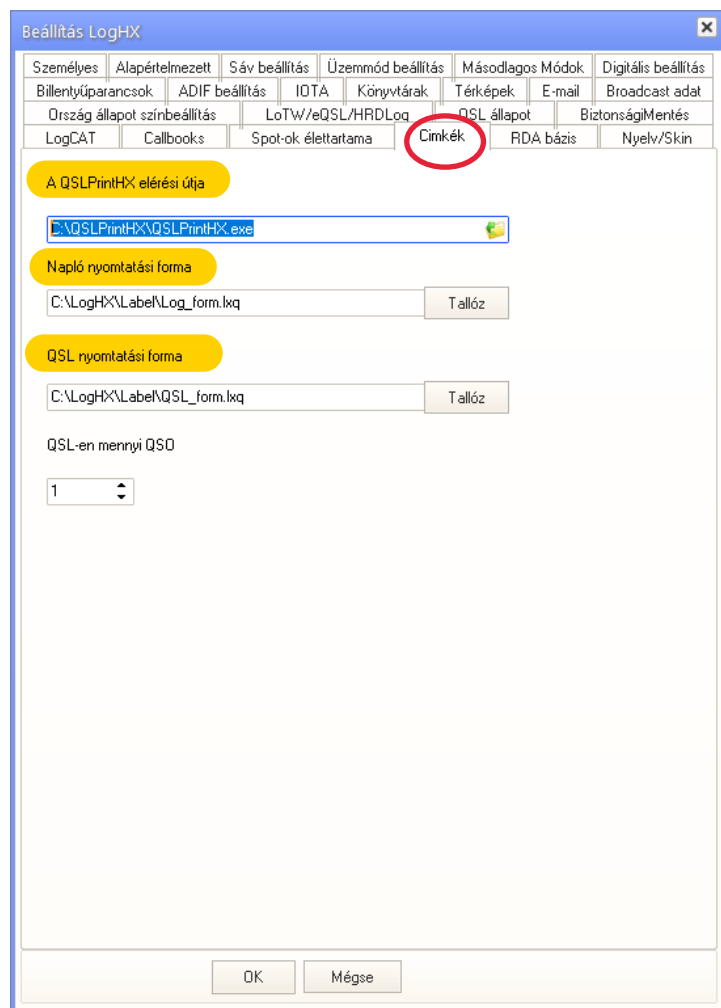 Beállítás LogHX
Személyes Alapértelmezett Sáv beállítás Üzemmód beállítás Másodlagos Módok Digitális beállítás
Billentyűparancsok ADIF beállítás IOTA Könyvtárak Térképek E-mail Broadcast adat
Ország állapot színbeállítás LoTW/eQSL/HRDLog QSL állapot BiztonságiMentés
LogCAT Callbooks Spot-ok élettartama Cimkék RDA bázis Nyelv/Skin
A QSLPrintHX elérési útja
C:\QSLPrintHX\QSLPrintHX.exe
Napló nyomtatási forma
C:\LogHX\Label\Log_form.lxq Tallóz
QSL nyomtatási forma
C:\LogHX\Label\QSL_form.lxq Tallóz
QSL-en mennyi QSO
1
OK Mégse